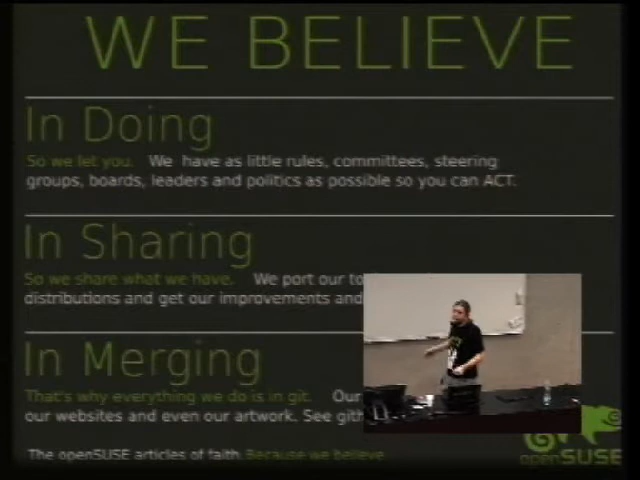 WE BELIEVE
In Doing
So we let you. We have as little rules, committees, steering
groups, boards, leaders and politics as possible so you can ACT.
In Sharing
So we share what we have. We port our to
distributions and get our improvements and
In Merging
That's why everything we do is in git. Our
our websites and even our artwork. See gith
The openSUSE articles of faith Because we believe
openSUSE